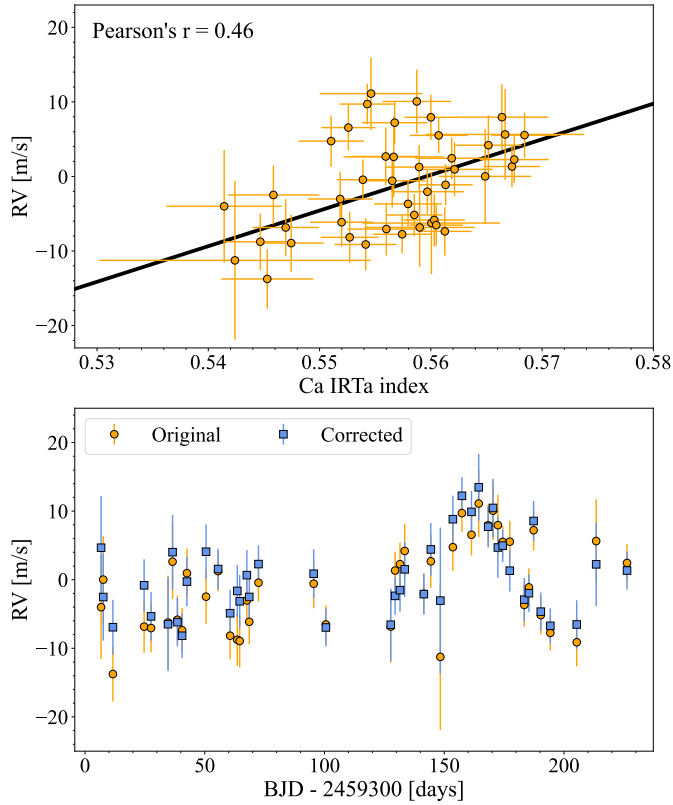 Pearson's r = 0.46
RV [m/s]
20
10
0
−10
−20
0.53 0.54 0.55 0.56 0.57 0.58
Ca IRTa index
Original Corrected
RV [m/s]
20
10
0
−10
−20
0 50 100 150 200
BJD - 2459300 [days]